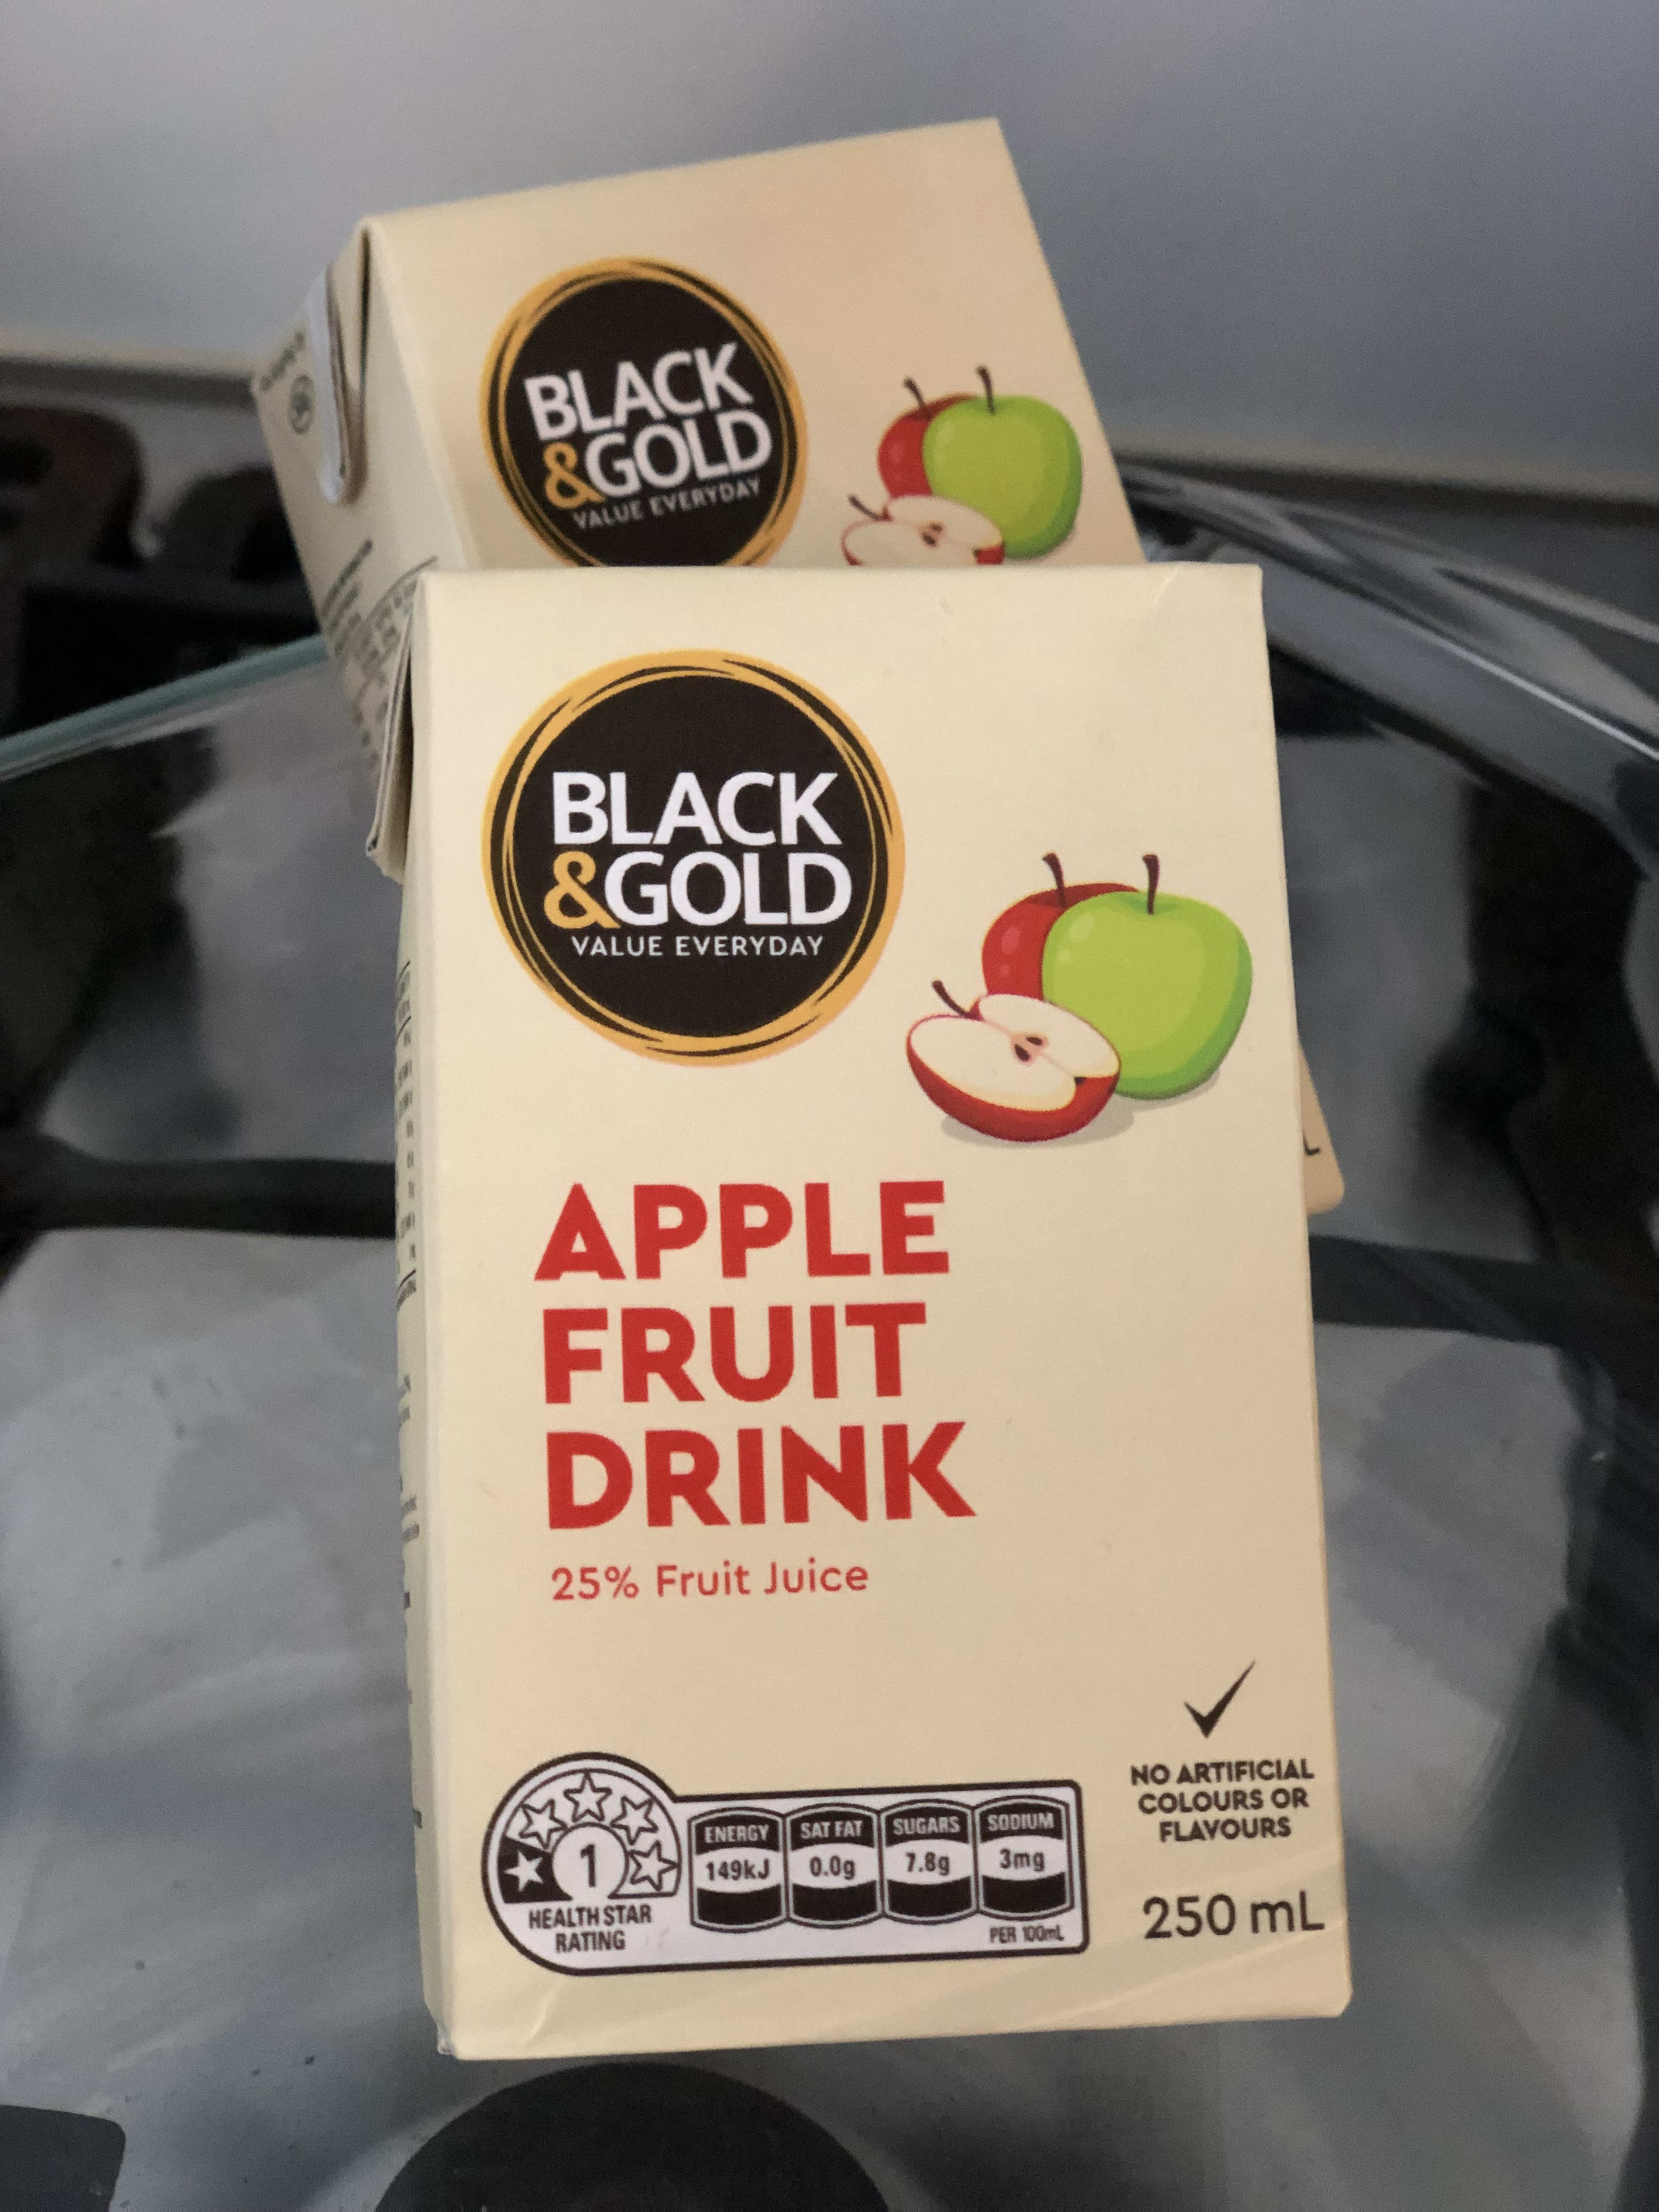 BLACK
&GOLD
VALUE EVERYDAY
BLACK
&GOLD
VALUE EVERYDAY
APPLE
FRUIT
DRINK
25% Fruit Juice
NO ARTIFICIAL
COLOURS OR
FLAVOURS
1
HEALTH STAR
RATING
ENERGY
149kJ
SAT FAT
0.0g
SUGARS
7.8g
SODIUM
3mg
PER 100mL
250 mL
L